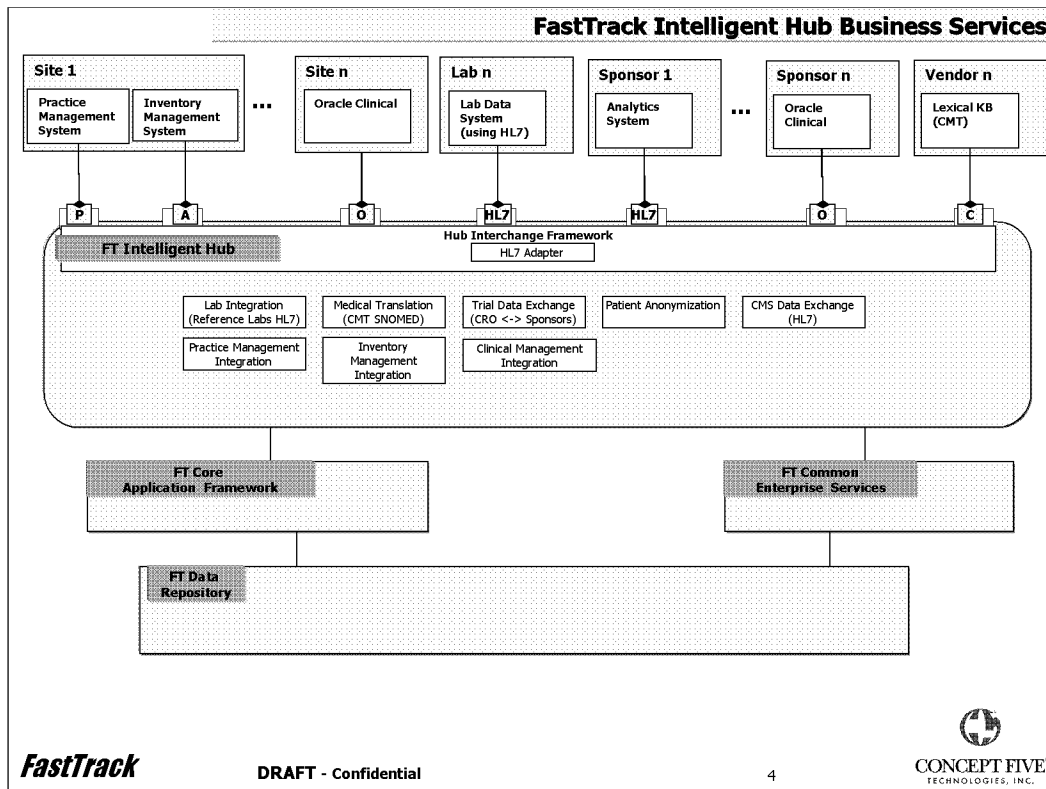 FastTrack Intelligent Hub Business Services
Site 1
Practice
Management
System
Inventory
Management
System
...
Site n
Oracle Clinical
Lab n
Lab Data
System
(using HL7)
Sponsor 1
Analytics
System
...
Sponsor n
Oracle
Clinical
Vendor n
Lexical KB
(CMT)
P
A
O
HL7
HL7
O
C
Hub Interchange Framework
FT Intelligent Hub
HL7 Adapter
Lab Integration
(Reference Labs HL7)
Medical Translation
(CMT SNOMED)
Trial Data Exchange
(CRO <-> Sponsors)
Patient Anonymization
CMS Data Exchange
(HL7)
Practice Management
Integration
Inventory
Management
Integration
Clinical Management
Integration
FT Core
Application Framework
FT Common
Enterprise Services
FT Data
Repository
FastTrack
DRAFT - Confidential
4
CONCEPT FIVE
TECHNOLOGIES, INC.